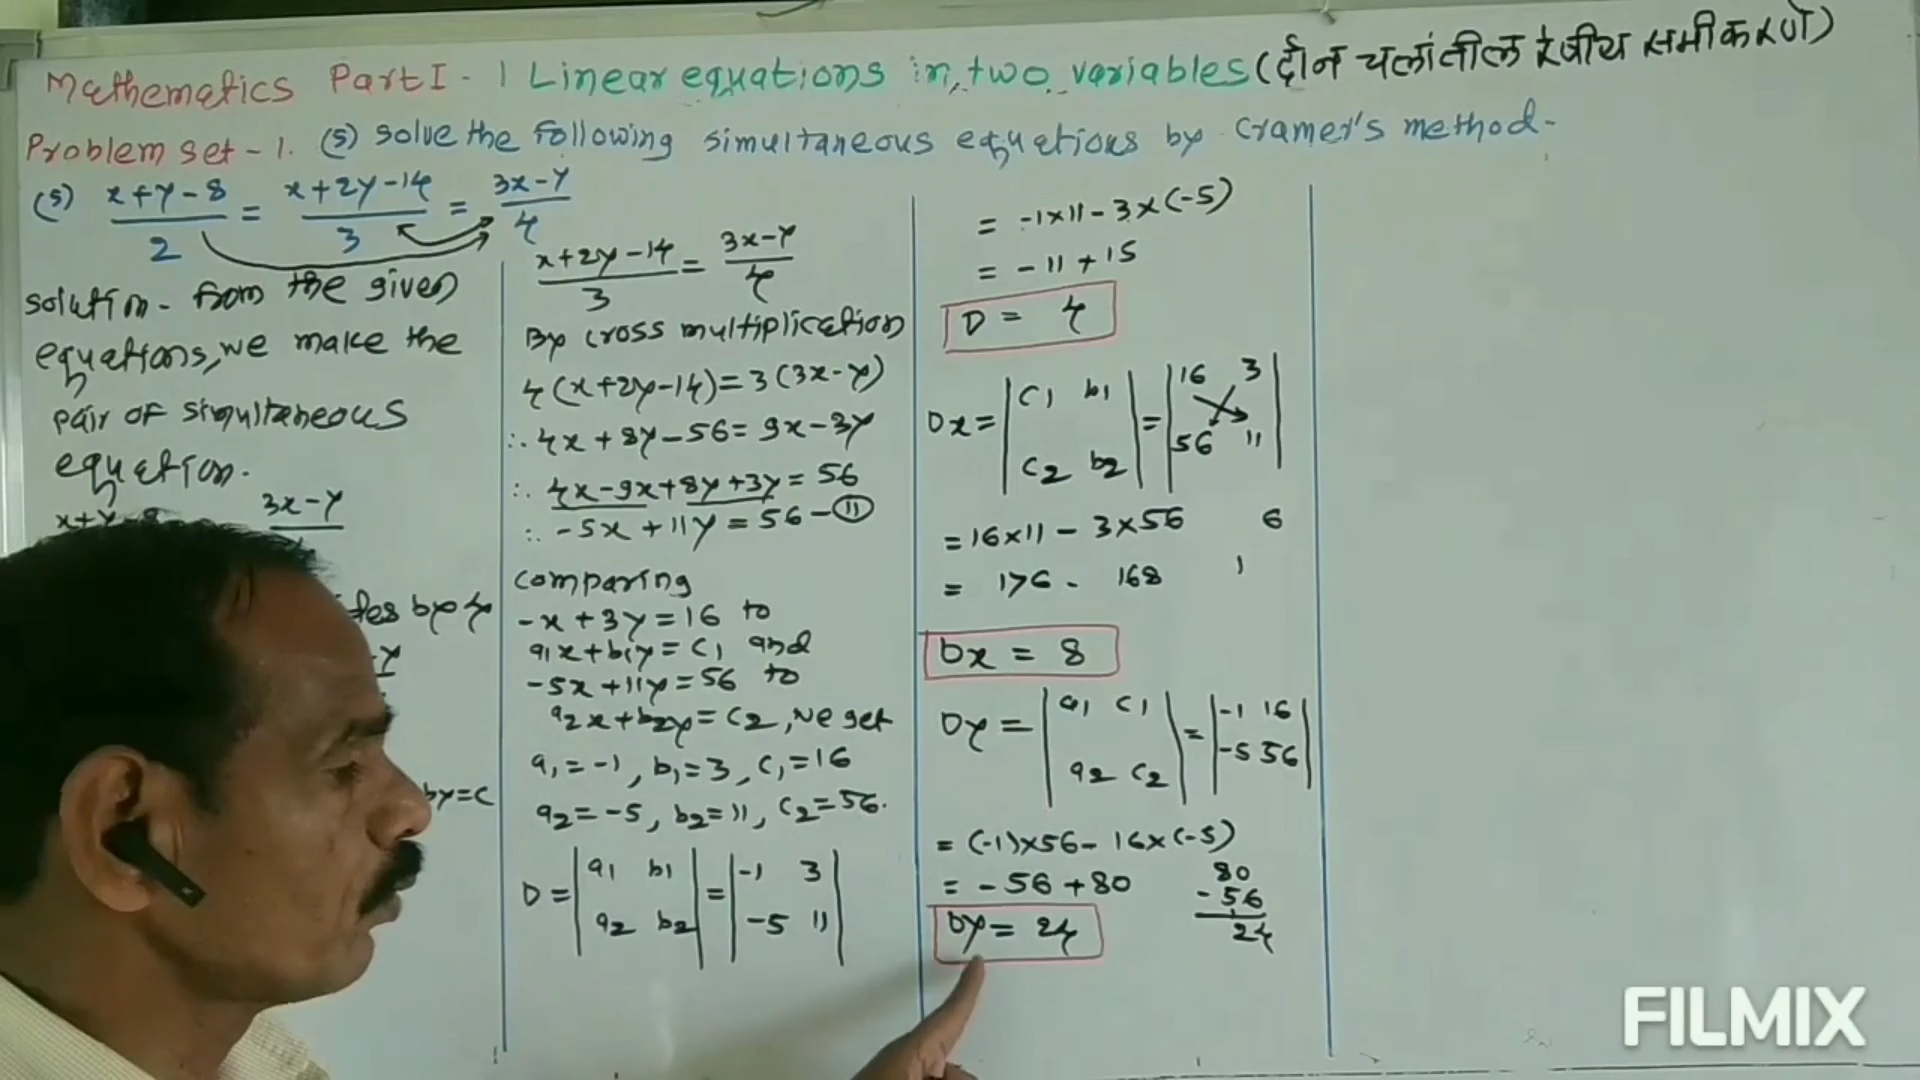 Mathematics Part I - 1 Linear equations in two variables (दोन चलांतील रेषीय समीकरणे)
Problem set - 1. (5) solve the following simultaneous equations by Cramer's method-
(5) x+y-8/2 = x+2y-14/3 = 3x-y/4
solution - from the given
equations, we make the
pair of simultaneous
equation.
3x-y
by 4
by=c
x+2y-14/3 = 3x-y/4
By cross multiplication
4(x+2y-14)=3(3x-y)
∴ 4x+8y-56=9x-3y
∴ 4x-9x+8y+3y=56
∴ -5x+11y=56-(II)
comparing
-x+3y=16 to
a1x+b1y=c1 and
-5x+11y=56 to
a2x+b2y=c2, we get
a1=-1, b1=3, c1=16
a2=-5, b2=11, c2=56.
D = |a1 b1| = |-1 3|
|a2 b2| |-5 11|
= -1×11-3×(-5)
= -11+15
D = 4
Dx = |c1 b1| = |16 3|
|c2 b2| |56 11|
=16×11-3×56 6
= 176 - 168 1
Dx = 8
Dy = |a1 c1| = |-1 16|
|a2 c2| |-5 56|
= (-1)×56-16×(-5)
= -56+80
Dy = 24
80
-56
24
FILMIX